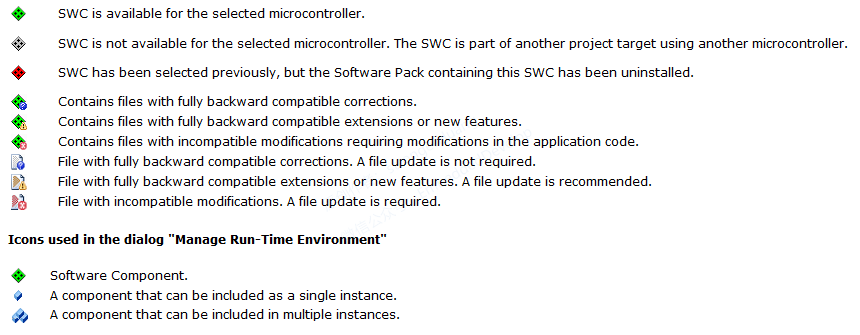 SWC is available for the selected microcontroller.
SWC is not available for the selected microcontroller. The SWC is part of another project target using another microcontroller.
SWC has been selected previously, but the Software Pack containing this SWC has been uninstalled.
Contains files with fully backward compatible corrections.
Contains files with fully backward compatible extensions or new features.
Contains files with incompatible modifications requiring modifications in the application code.
File with fully backward compatible corrections. A file update is not required.
File with fully backward compatible extensions or new features. A file update is recommended.
File with incompatible modifications. A file update is required.
Icons used in the dialog "Manage Run-Time Environment"
Software Component.
A component that can be included as a single instance.
A component that can be included in multiple instances.